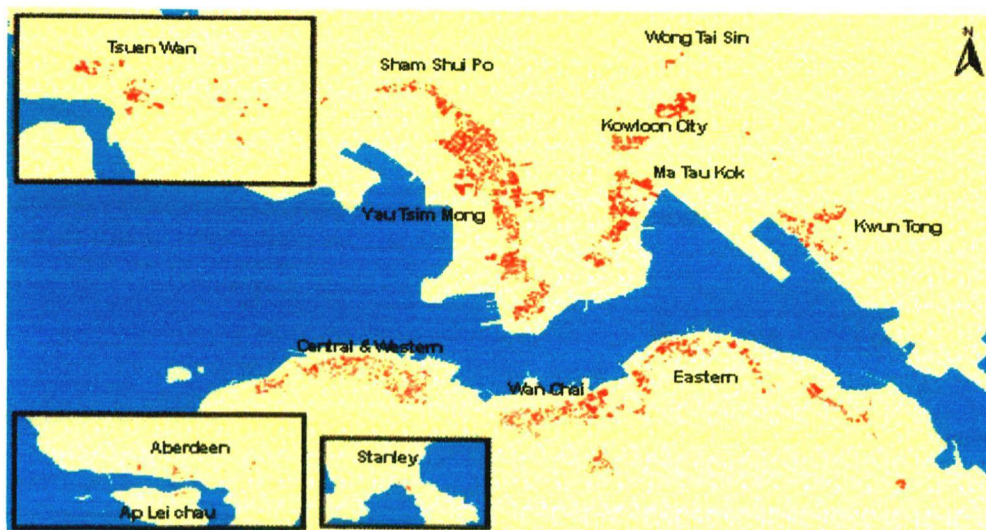 N
Wong Tai Sin
Tsuen Wan
Sham Shui Po
Kowloon City
Ma Tau Kok
Yau Tsim Mong
Kwun Tong
Central & Western
Eastern
Wan Chai
Aberdeen
Stanley
Ap Lei chau